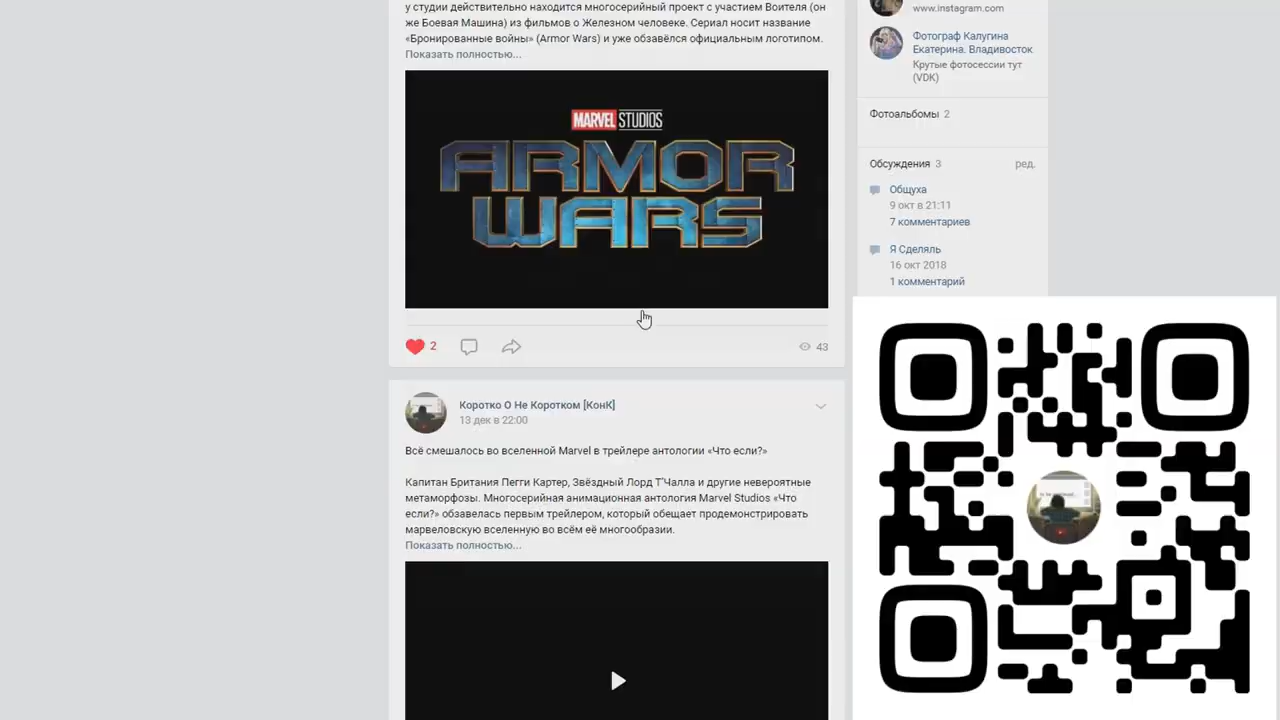 у студии действительно находится многосерийный проект с участием Воителя (он
же Боевая Машина) из фильмов о Железном человеке. Сериал носит название
«Бронированные войны» (Armor Wars) и уже обзавёлся официальным логотипом.
Показать полностью...
MARVEL STUDIOS
ARMOR
WARS
2
43
Коротко О Не Коротком [КонК]
13 дек в 22:00
Всё смешалось во вселенной Marvel в трейлере антологии «Что если?»
Капитан Британия Пегги Картер, Звёздный Лорд Т'Чалла и другие невероятные
метаморфозы. Многосерийная анимационная антология Marvel Studios «Что
если?» обзавелась первым трейлером, который обещает продемонстрировать
марвеловскую вселенную во всём её многообразии.
Показать полностью...
www.instagram.com
Фотограф Калугина
Екатерина. Владивосток
Крутые фотосессии тут
(VDK)
Фотоальбомы 2
Обсуждения 3 ред.
Общуха
9 окт в 21:11
7 комментариев
Я Сделяль
16 окт 2018
1 комментарий